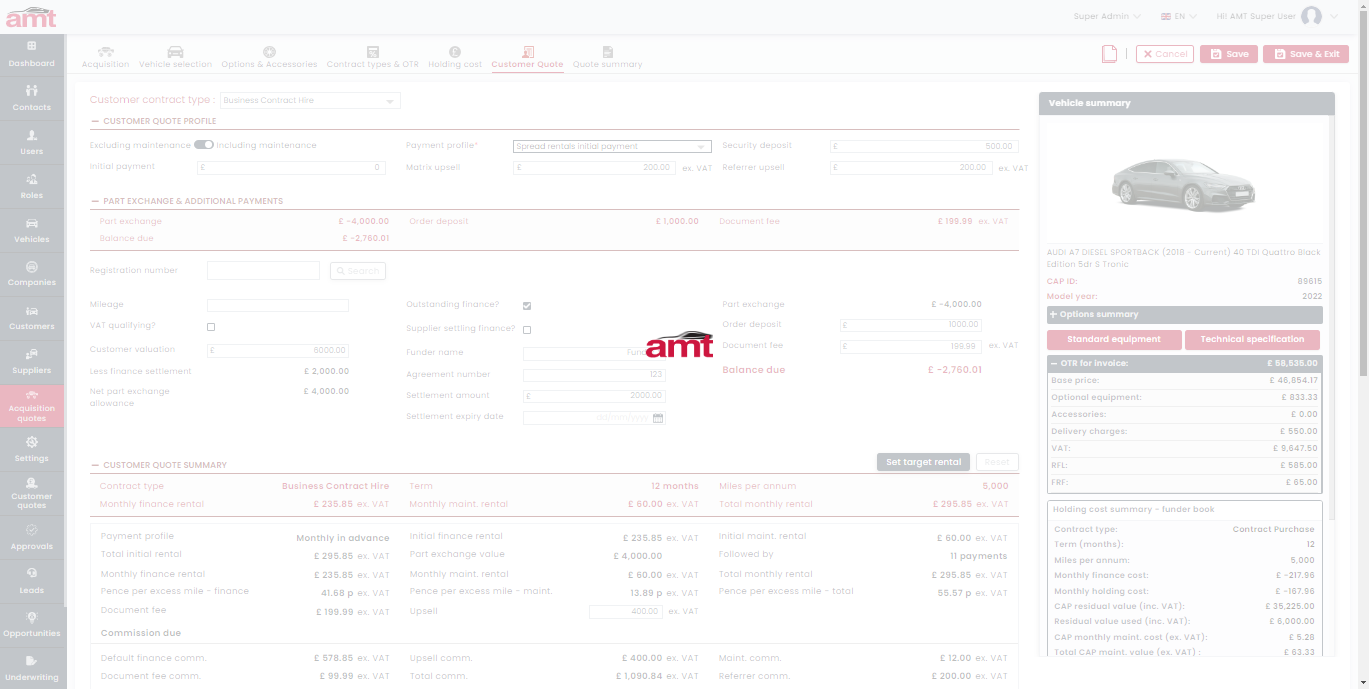 amt
Super Admin
EN
Hi! AMT Super User
Dashboard
Contacts
Users
Roles
Vehicles
Companies
Customers
Suppliers
Acquisition quotes
Settings
Customer quotes
Approvals
Leads
Opportunities
Underwriting
Acquisition
Vehicle selection
Options & Accessories
Contract types & OTR
Holding cost
Customer Quote
Quote summary
Cancel
Save
Save & Exit
Customer contract type : Business Contract Hire
CUSTOMER QUOTE PROFILE
Excluding maintenance Including maintenance
Payment profile* Spread rentals initial payment
Security deposit £ 500.00
Initial payment £ 0
Matrix upsell £ 200.00 ex. VAT
Referrer upsell £ 200.00 ex. VAT
PART EXCHANGE & ADDITIONAL PAYMENTS
Part exchange £ -4,000.00
Order deposit £ 1,000.00
Document fee £ 199.99 ex. VAT
Balance due £ -2,760.01
Registration number
Search
Mileage
VAT qualifying?
Customer valuation £ 6000.00
Less finance settlement £ 2,000.00
Net part exchange allowance £ 4,000.00
Outstanding finance?
Supplier settling finance?
Funder name
Agreement number 123
Settlement amount £ 2000.00
Settlement expiry date
Part exchange £ -4,000.00
Order deposit £ 1000.00
Document fee £ 199.99 ex. VAT
Balance due £ -2,760.01
amt
CUSTOMER QUOTE SUMMARY
Set target rental
Reset
Contract type Business Contract Hire
Term 12 months
Miles per annum 5,000
Monthly finance rental £ 235.85 ex. VAT
Monthly maint. rental £ 60.00 ex. VAT
Total monthly rental £ 295.85 ex. VAT
Payment profile Monthly in advance
Initial finance rental £ 235.85 ex. VAT
Initial maint. rental £ 60.00 ex. VAT
Total initial rental £ 295.85 ex. VAT
Part exchange value £ 4,000.00
Followed by 11 payments
Monthly finance rental £ 235.85 ex. VAT
Monthly maint. rental £ 60.00 ex. VAT
Total monthly rental £ 295.85 ex. VAT
Pence per excess mile - finance 41.68 p ex. VAT
Pence per excess mile - maint. 13.89 p ex. VAT
Pence per excess mile - total 55.57 p ex. VAT
Document fee £ 199.99 ex. VAT
Upsell 400.00 ex. VAT
Commission due
Default finance comm. £ 578.85 ex. VAT
Upsell comm. £ 400.00 ex. VAT
Maint. comm. £ 12.00 ex. VAT
Document fee comm. £ 99.99 ex. VAT
Total comm. £ 1,090.84 ex. VAT
Referrer comm. £ 200.00 ex. VAT
Vehicle summary
AUDI A7 DIESEL SPORTBACK (2018 - Current) 40 TDI Quattro Black
Edition 5dr S Tronic
CAP ID: 89615
Model year: 2022
Options summary
Standard equipment
Technical specification
OTR for invoice: £ 58,535.00
Base price: £ 46,854.17
Optional equipment: £ 833.33
Accessories: £ 0.00
Delivery charges: £ 550.00
VAT: £ 9,647.50
RFL: £ 585.00
FRF: £ 65.00
Holding cost summary - funder book
Contract type: Contract Purchase
Term (months): 12
Miles per annum: 5,000
Monthly finance cost: £ -217.96
Monthly holding cost: £ -167.96
CAP residual value (inc. VAT): £ 35,225.00
Residual value used (inc. VAT): £ 6,000.00
CAP monthly maint. cost (ex. VAT): £ 5.28
Total CAP maint. value (ex. VAT) : £ 63.33